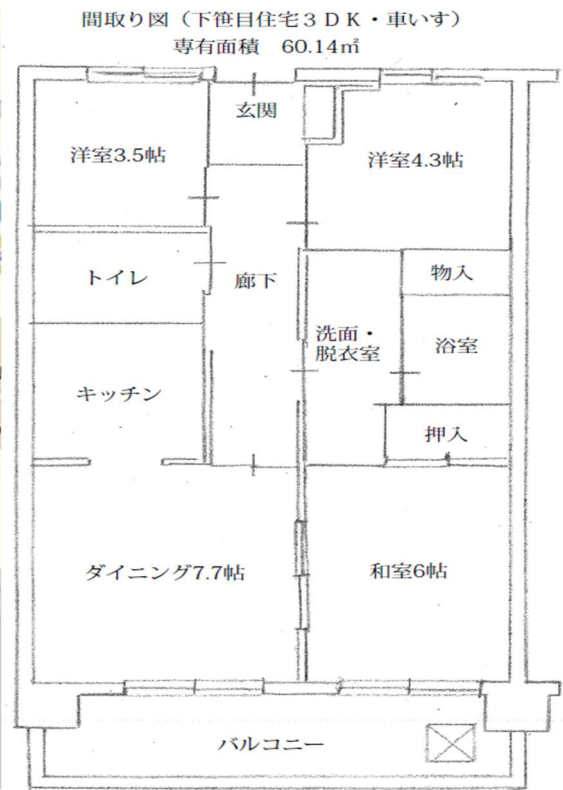 間取り図（下笹目住宅３ＤＫ・車いす）
専有面積　60.14㎡
玄関
洋室3.5帖
洋室4.3帖
トイレ
廊下
物入
洗面・
脱衣室
浴室
キッチン
押入
ダイニング7.7帖
和室6帖
バルコニー